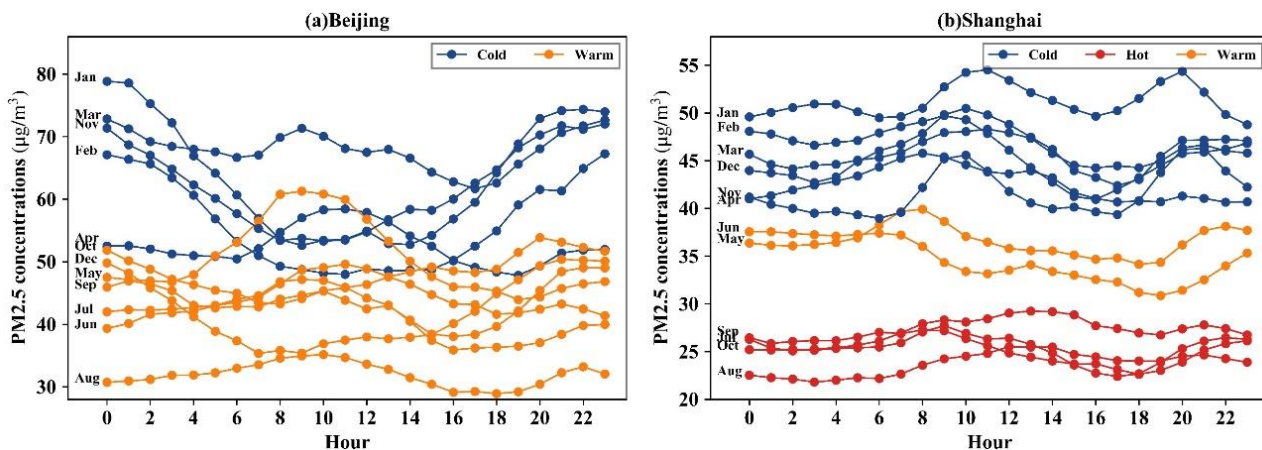 (a)Beijing
Cold
Warm
PM2.5 concentrations (μg/m³)
80
70
60
50
40
30
Jan
Mar
Nov
Feb
Apr
Oct
Dec
May
Sep
Jul
Jun
Aug
0 2 4 6 8 10 12 14 16 18 20 22
Hour
(b)Shanghai
Cold
Hot
Warm
PM2.5 concentrations (μg/m³)
55
50
45
40
35
30
25
20
Jan
Feb
Mar
Dec
Nov
Apr
Jun
May
Sep
Jul
Oct
Aug
0 2 4 6 8 10 12 14 16 18 20 22
Hour